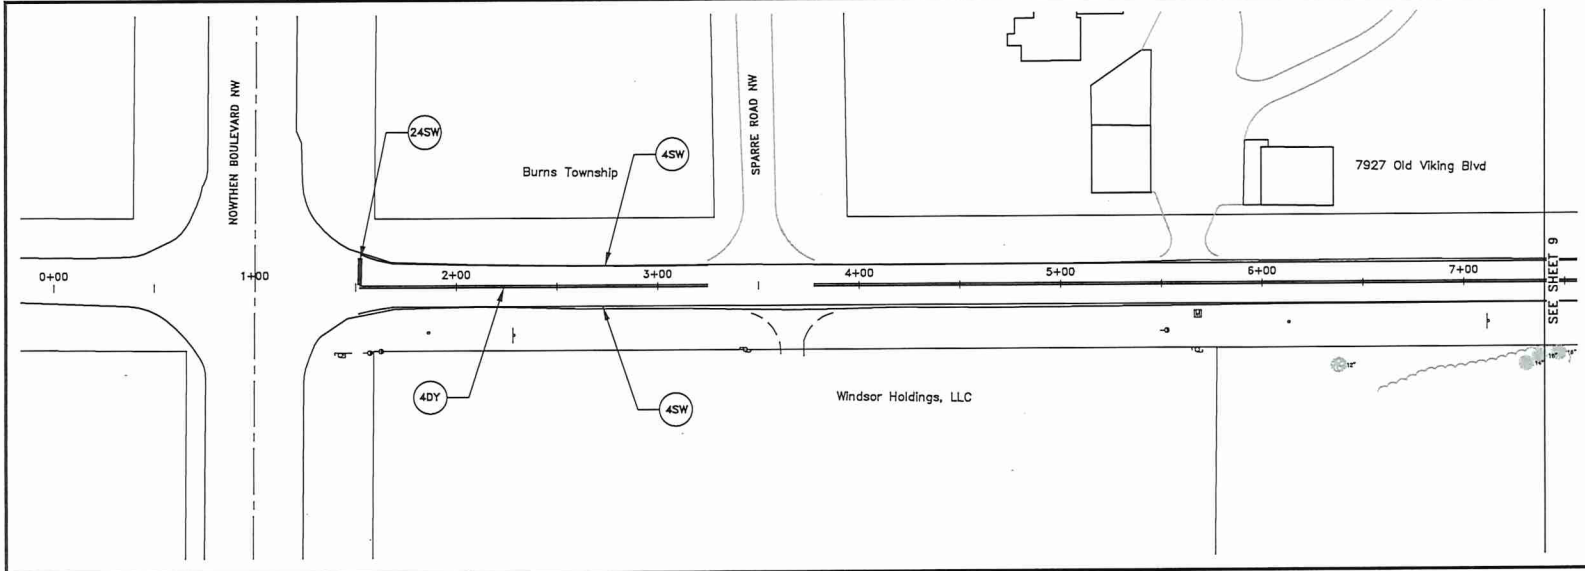 NOWTHEN BOULEVARD NW
24SW
Burns Township
4SW
SPARRE ROAD NW
7927 Old Viking Blvd
0+00
1+00
2+00
3+00
4+00
5+00
6+00
7+00
SEE SHEET 9
4DY
4SW
Windsor Holdings, LLC
12"
14"
16"